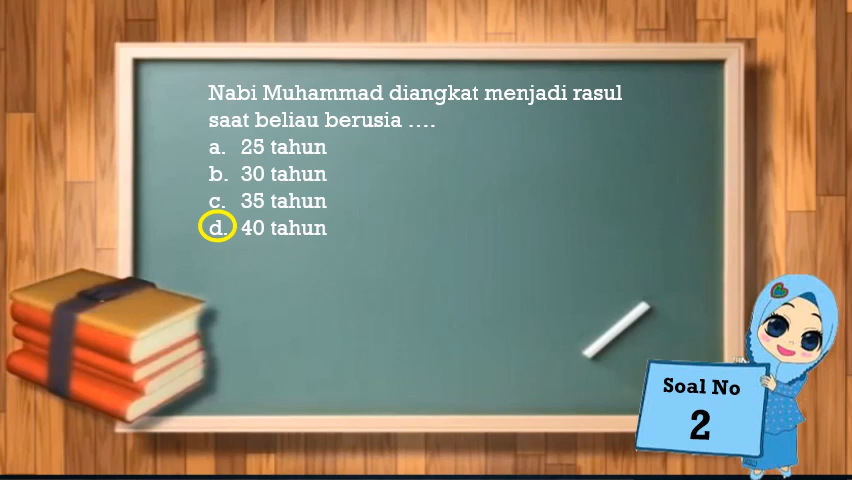 Nabi Muhammad diangkat menjadi rasul
saat beliau berusia ....
a. 25 tahun
b. 30 tahun
c. 35 tahun
d. 40 tahun
Soal No
2